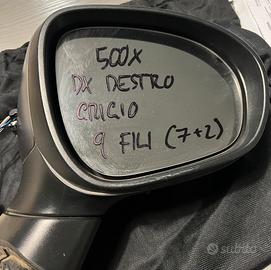 500X
DX DESTRO
GRIGIO
9 FILI (7+2)
subito